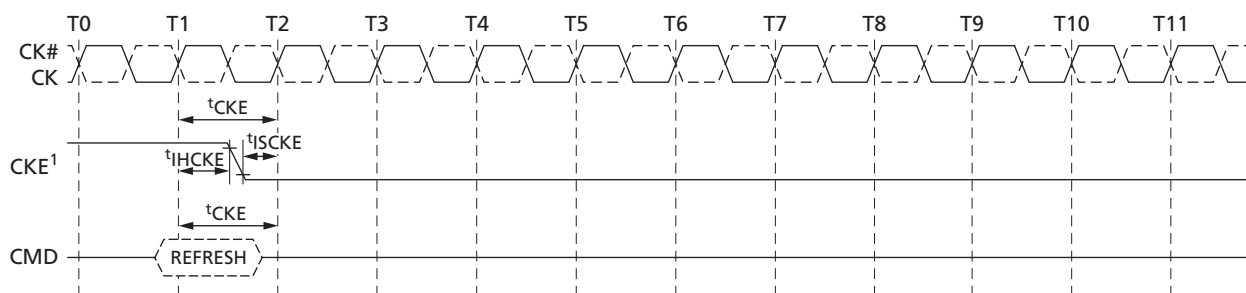 T0 T1 T2 T3 T4 T5 T6 T7 T8 T9 T10 T11
CK#
CK
tCKE
tISCKE
tIHCKE
CKE1
tCKE
CMD
REFRESH